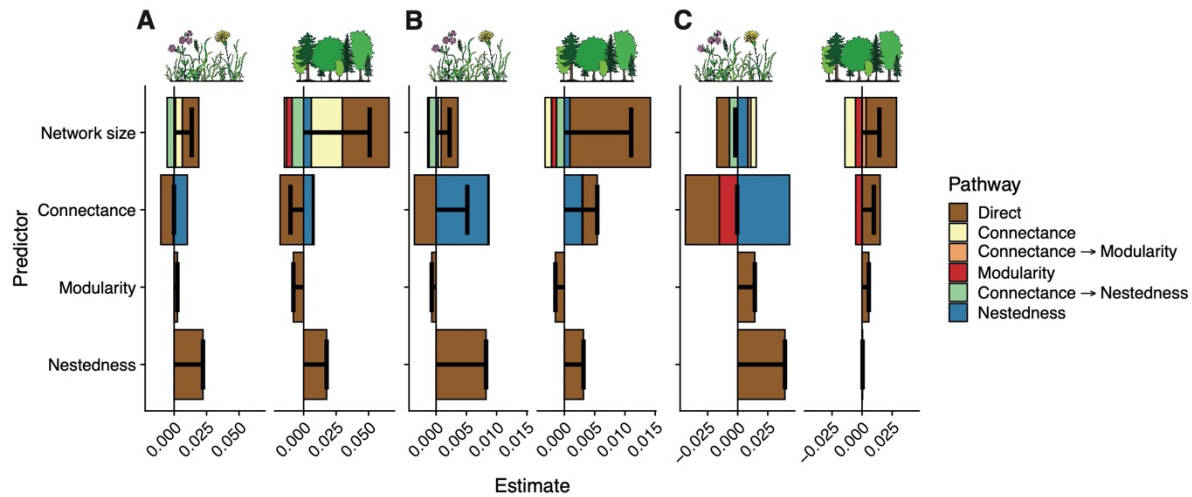 A B C
Predictor
Network size
Connectance
Modularity
Nestedness
0.000 0.025 0.050 0.000 0.025 0.050 0.000 0.005 0.010 0.015 0.000 0.005 0.010 0.015 −0.025 0.000 0.025 −0.025 0.000 0.025
Estimate
Pathway
Direct
Connectance
Connectance → Modularity
Modularity
Connectance → Nestedness
Nestedness